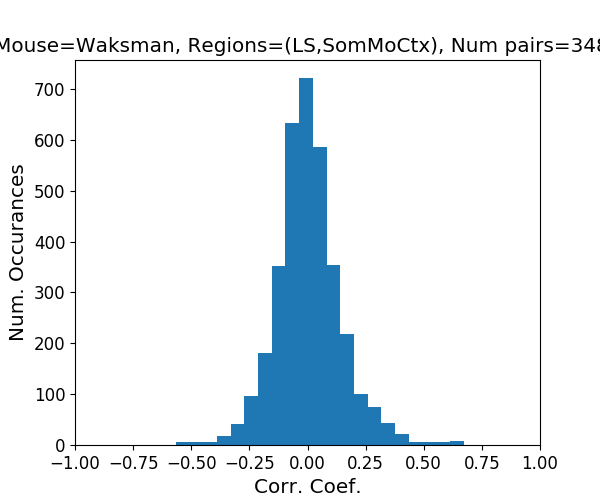 Mouse=Waksman, Regions=(LS,SomMoCtx), Num pairs=348
Num. Occurances
700
600
500
400
300
200
100
0
−1.00 −0.75 −0.50 −0.25 0.00 0.25 0.50 0.75 1.00
Corr. Coef.